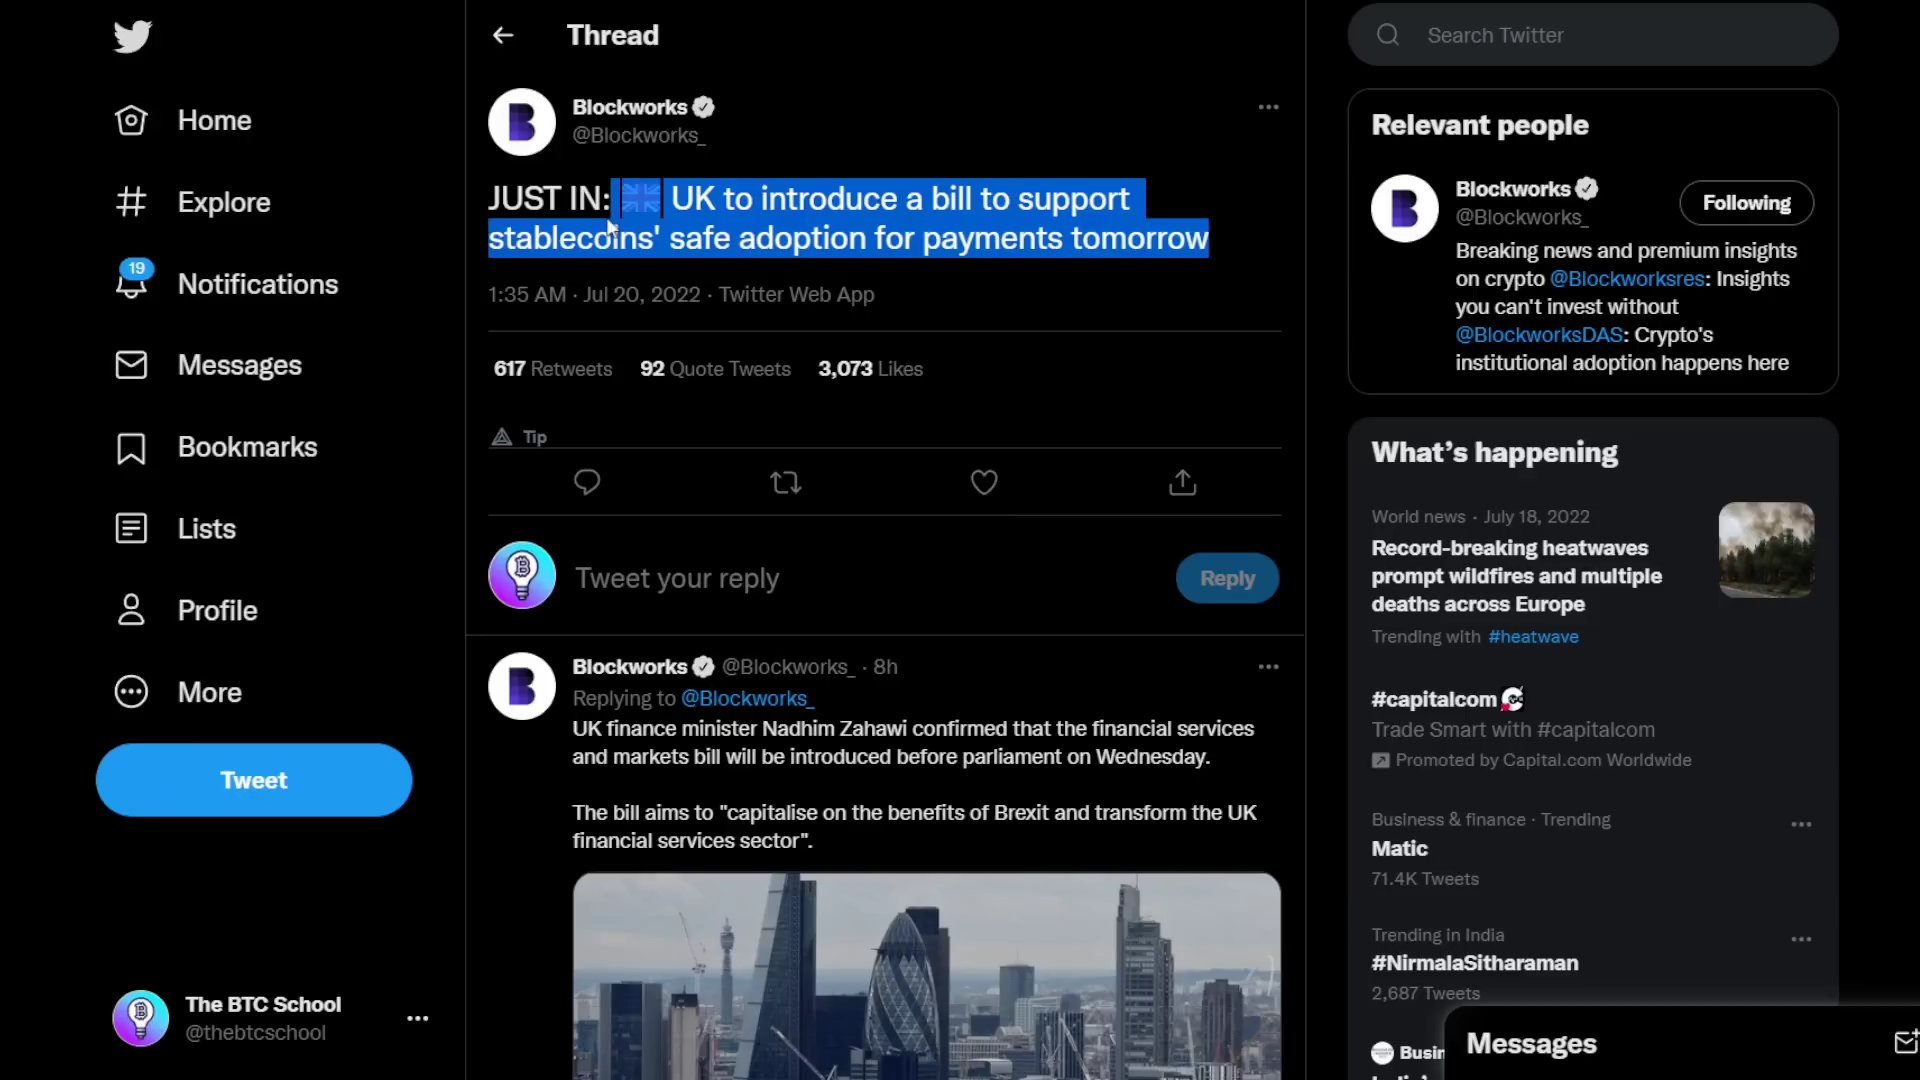 Home
Explore
19
Notifications
Messages
Bookmarks
Lists
Profile
More
Tweet
The BTC School
@thebtcschool
Thread
Blockworks
@Blockworks_
JUST IN: 🇬🇧 UK to introduce a bill to support
stablecoins' safe adoption for payments tomorrow
1:35 AM · Jul 20, 2022 · Twitter Web App
617 Retweets 92 Quote Tweets 3,073 Likes
Tip
Tweet your reply
Reply
Blockworks @Blockworks_ · 8h
Replying to @Blockworks_
UK finance minister Nadhim Zahawi confirmed that the financial services
and markets bill will be introduced before parliament on Wednesday.
The bill aims to "capitalise on the benefits of Brexit and transform the UK
financial services sector".
Search Twitter
Relevant people
Blockworks
@Blockworks_
Following
Breaking news and premium insights
on crypto @Blockworksres: Insights
you can't invest without
@BlockworksDAS: Crypto's
institutional adoption happens here
What's happening
World news · July 18, 2022
Record-breaking heatwaves
prompt wildfires and multiple
deaths across Europe
Trending with #heatwave
#capitalcom
Trade Smart with #capitalcom
Promoted by Capital.com Worldwide
Business & finance · Trending
Matic
71.4K Tweets
Trending in India
#NirmalaSitharaman
2,687 Tweets
Messages